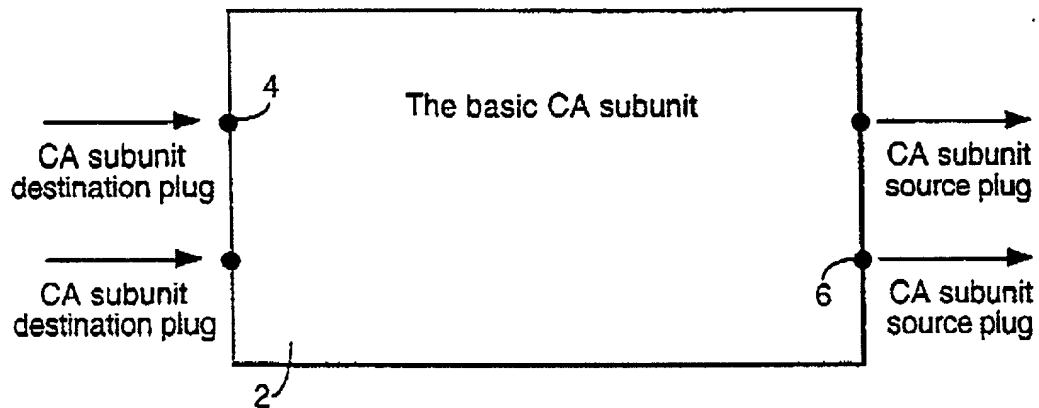 4
The basic CA subunit
CA subunit
destination plug
CA subunit
source plug
CA subunit
destination plug
6
CA subunit
source plug
2